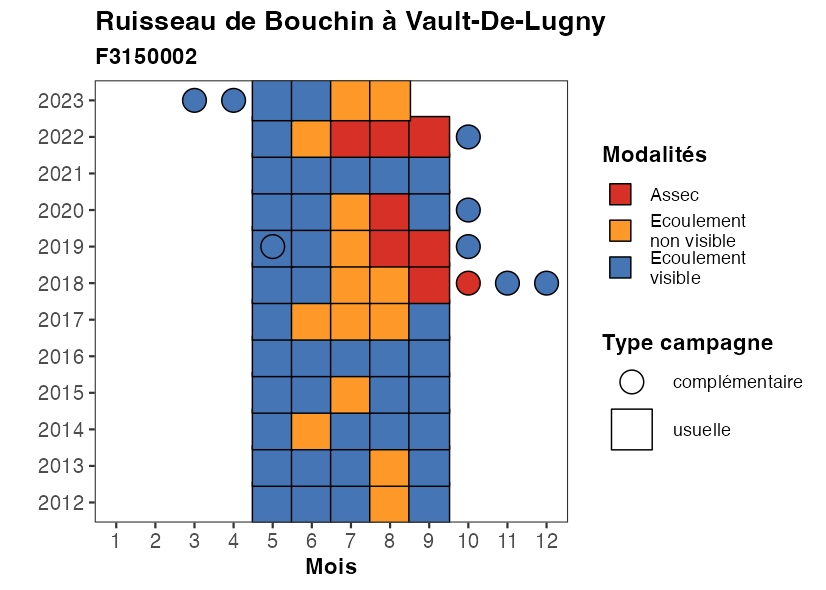 Ruisseau de Bouchin à Vault-De-Lugny
F3150002
2023
2022
2021
2020
2019
2018
2017
2016
2015
2014
2013
2012
1 2 3 4 5 6 7 8 9 10 11 12
Mois
Modalités
Assec
Ecoulement
non visible
Ecoulement
visible
Type campagne
complémentaire
usuelle